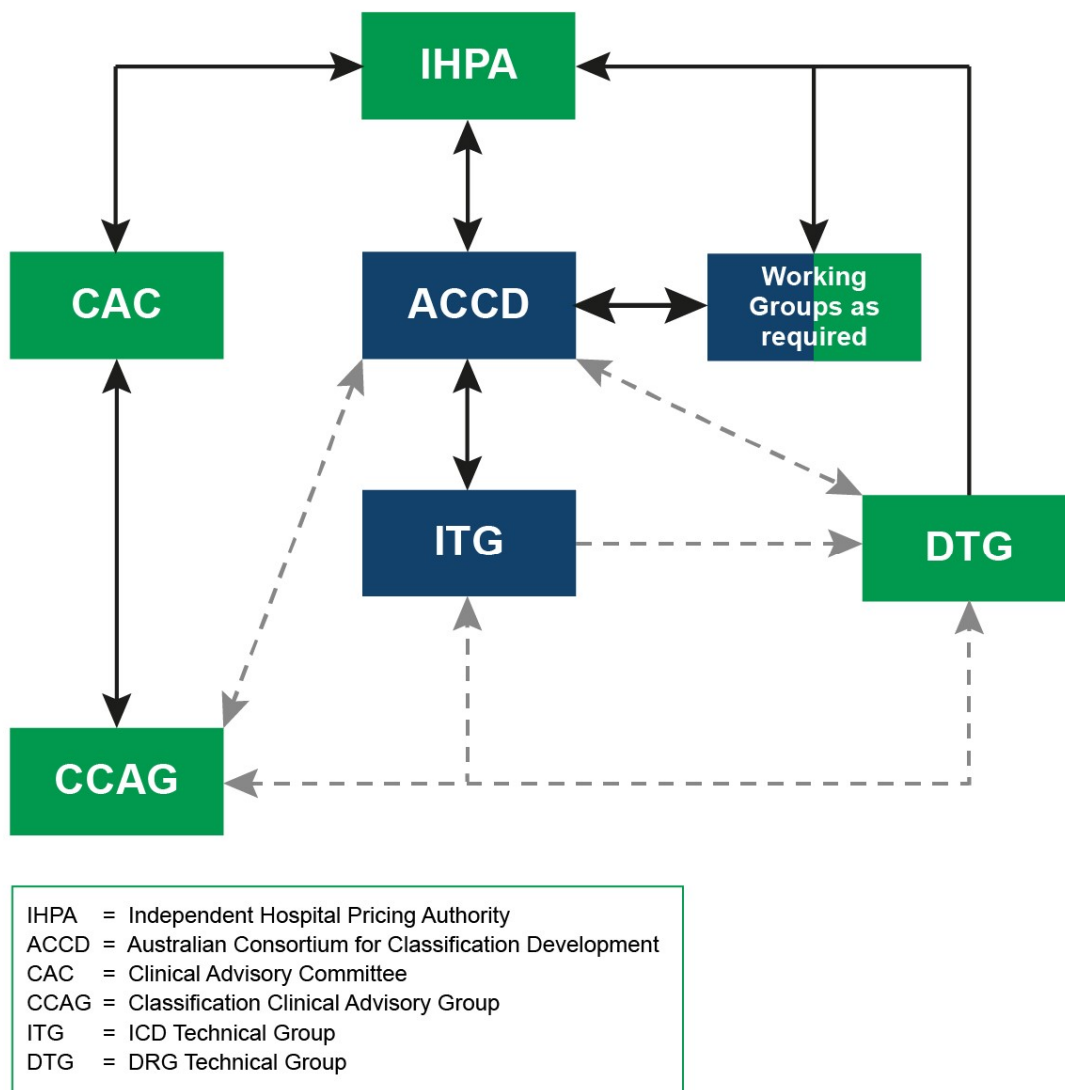 IHPA
CAC
ACCD
Working
Groups as
required
ITG
DTG
CCAG
IHPA = Independent Hospital Pricing Authority
ACCD = Australian Consortium for Classification Development
CAC = Clinical Advisory Committee
CCAG = Classification Clinical Advisory Group
ITG = ICD Technical Group
DTG = DRG Technical Group